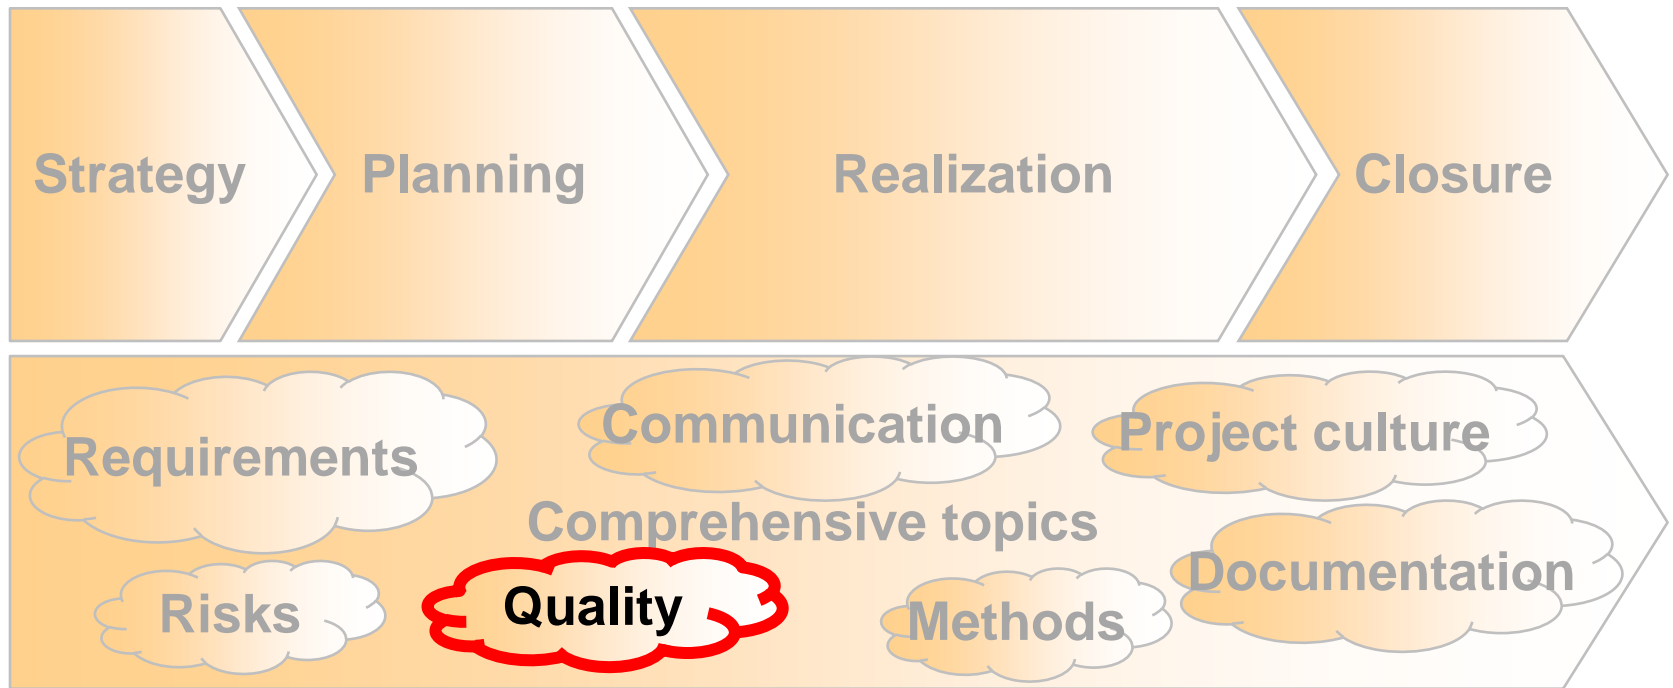 Strategy
Planning
Realization
Closure
Requirements
Communication
Project culture
Comprehensive topics
Risks
Quality
Methods
Documentation